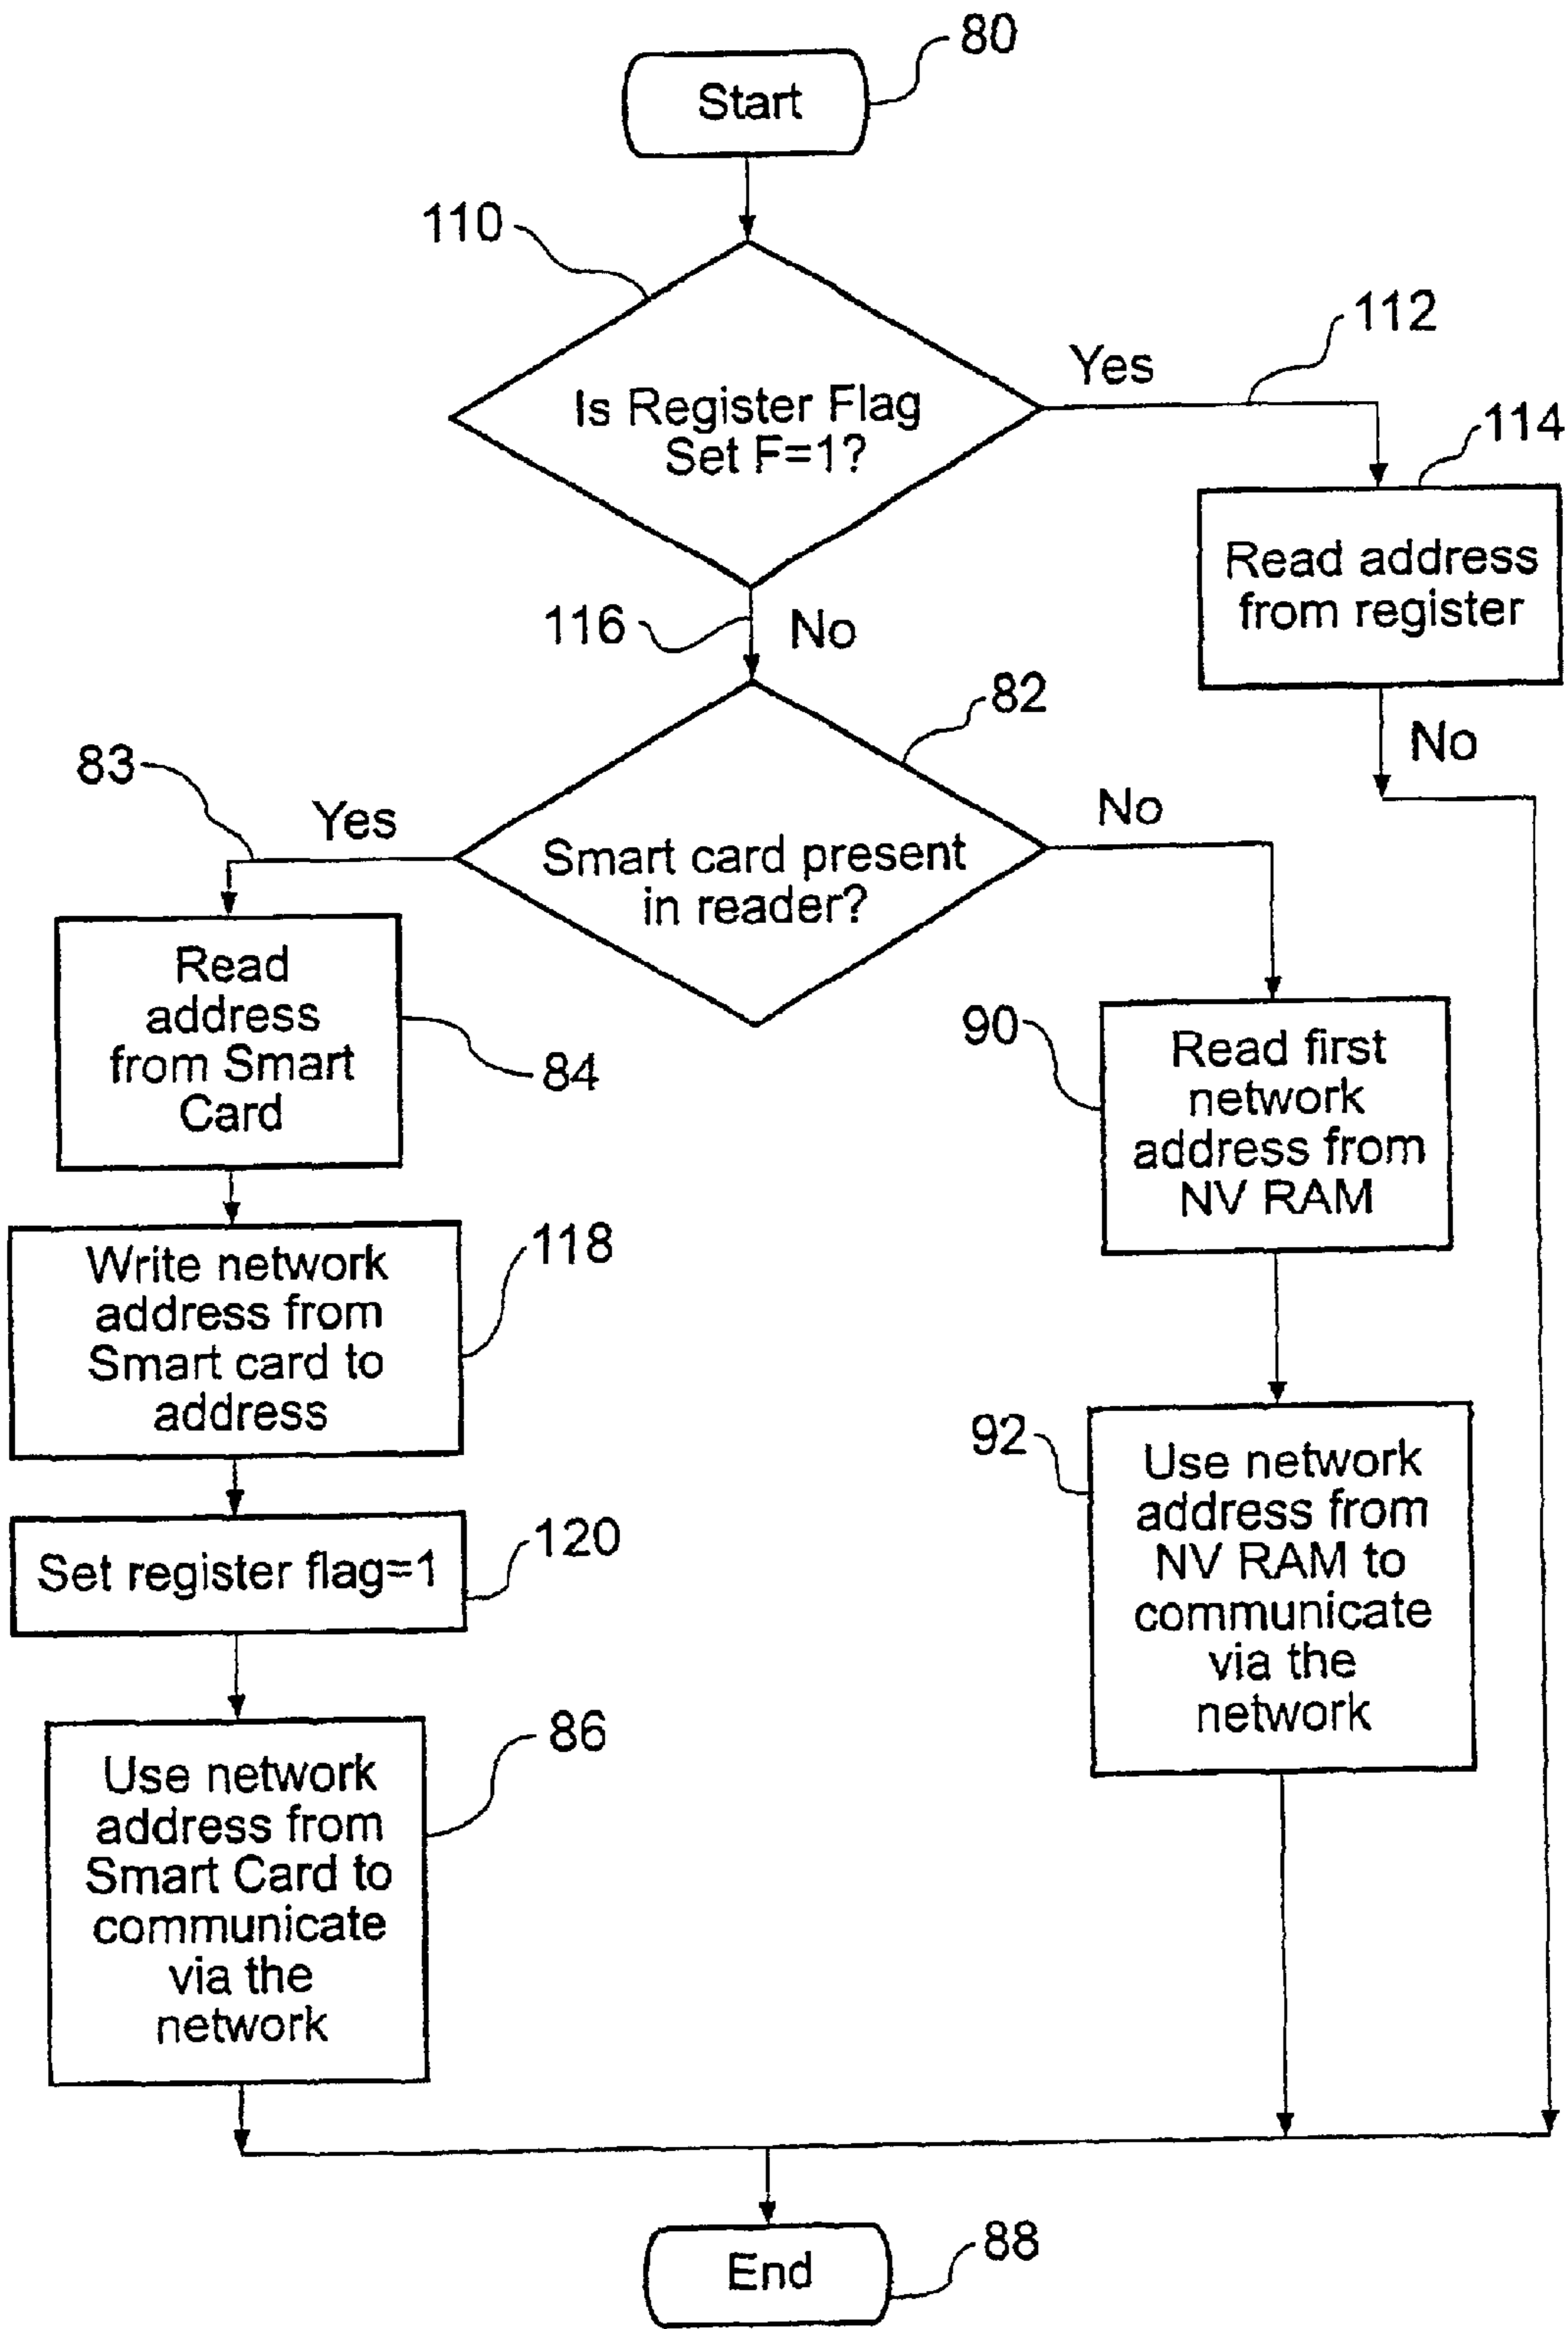 80
Start
110
Is Register Flag
Set F=1?
Yes
112
114
Read address
from register
No
116
No
82
Smart card present
in reader?
83
Yes
No
Read
address
from Smart
Card
84
90
Read first
network
address from
NV RAM
Write network
address from
Smart card to
address
118
92
Use network
address from
NV RAM to
communicate
via the
network
Set register flag=1
120
Use network
address from
Smart Card to
communicate
via the
network
86
End
88